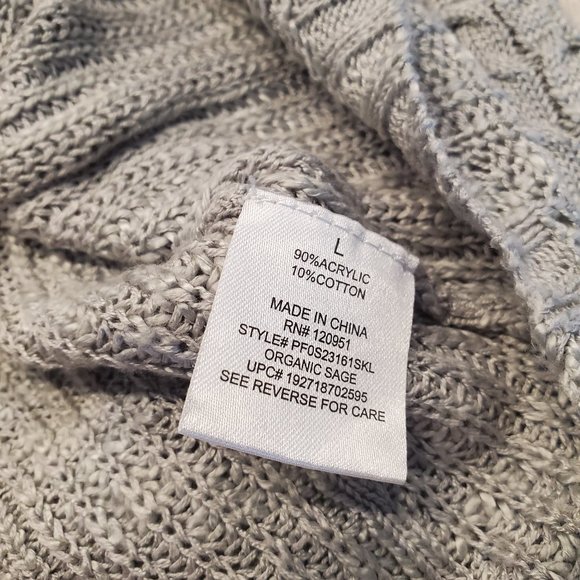 L
90%ACRYLIC
10%COTTON
MADE IN CHINA
RN# 120951
STYLE# PF0S23161SKL
ORGANIC SAGE
UPC# 192718702595
SEE REVERSE FOR CARE